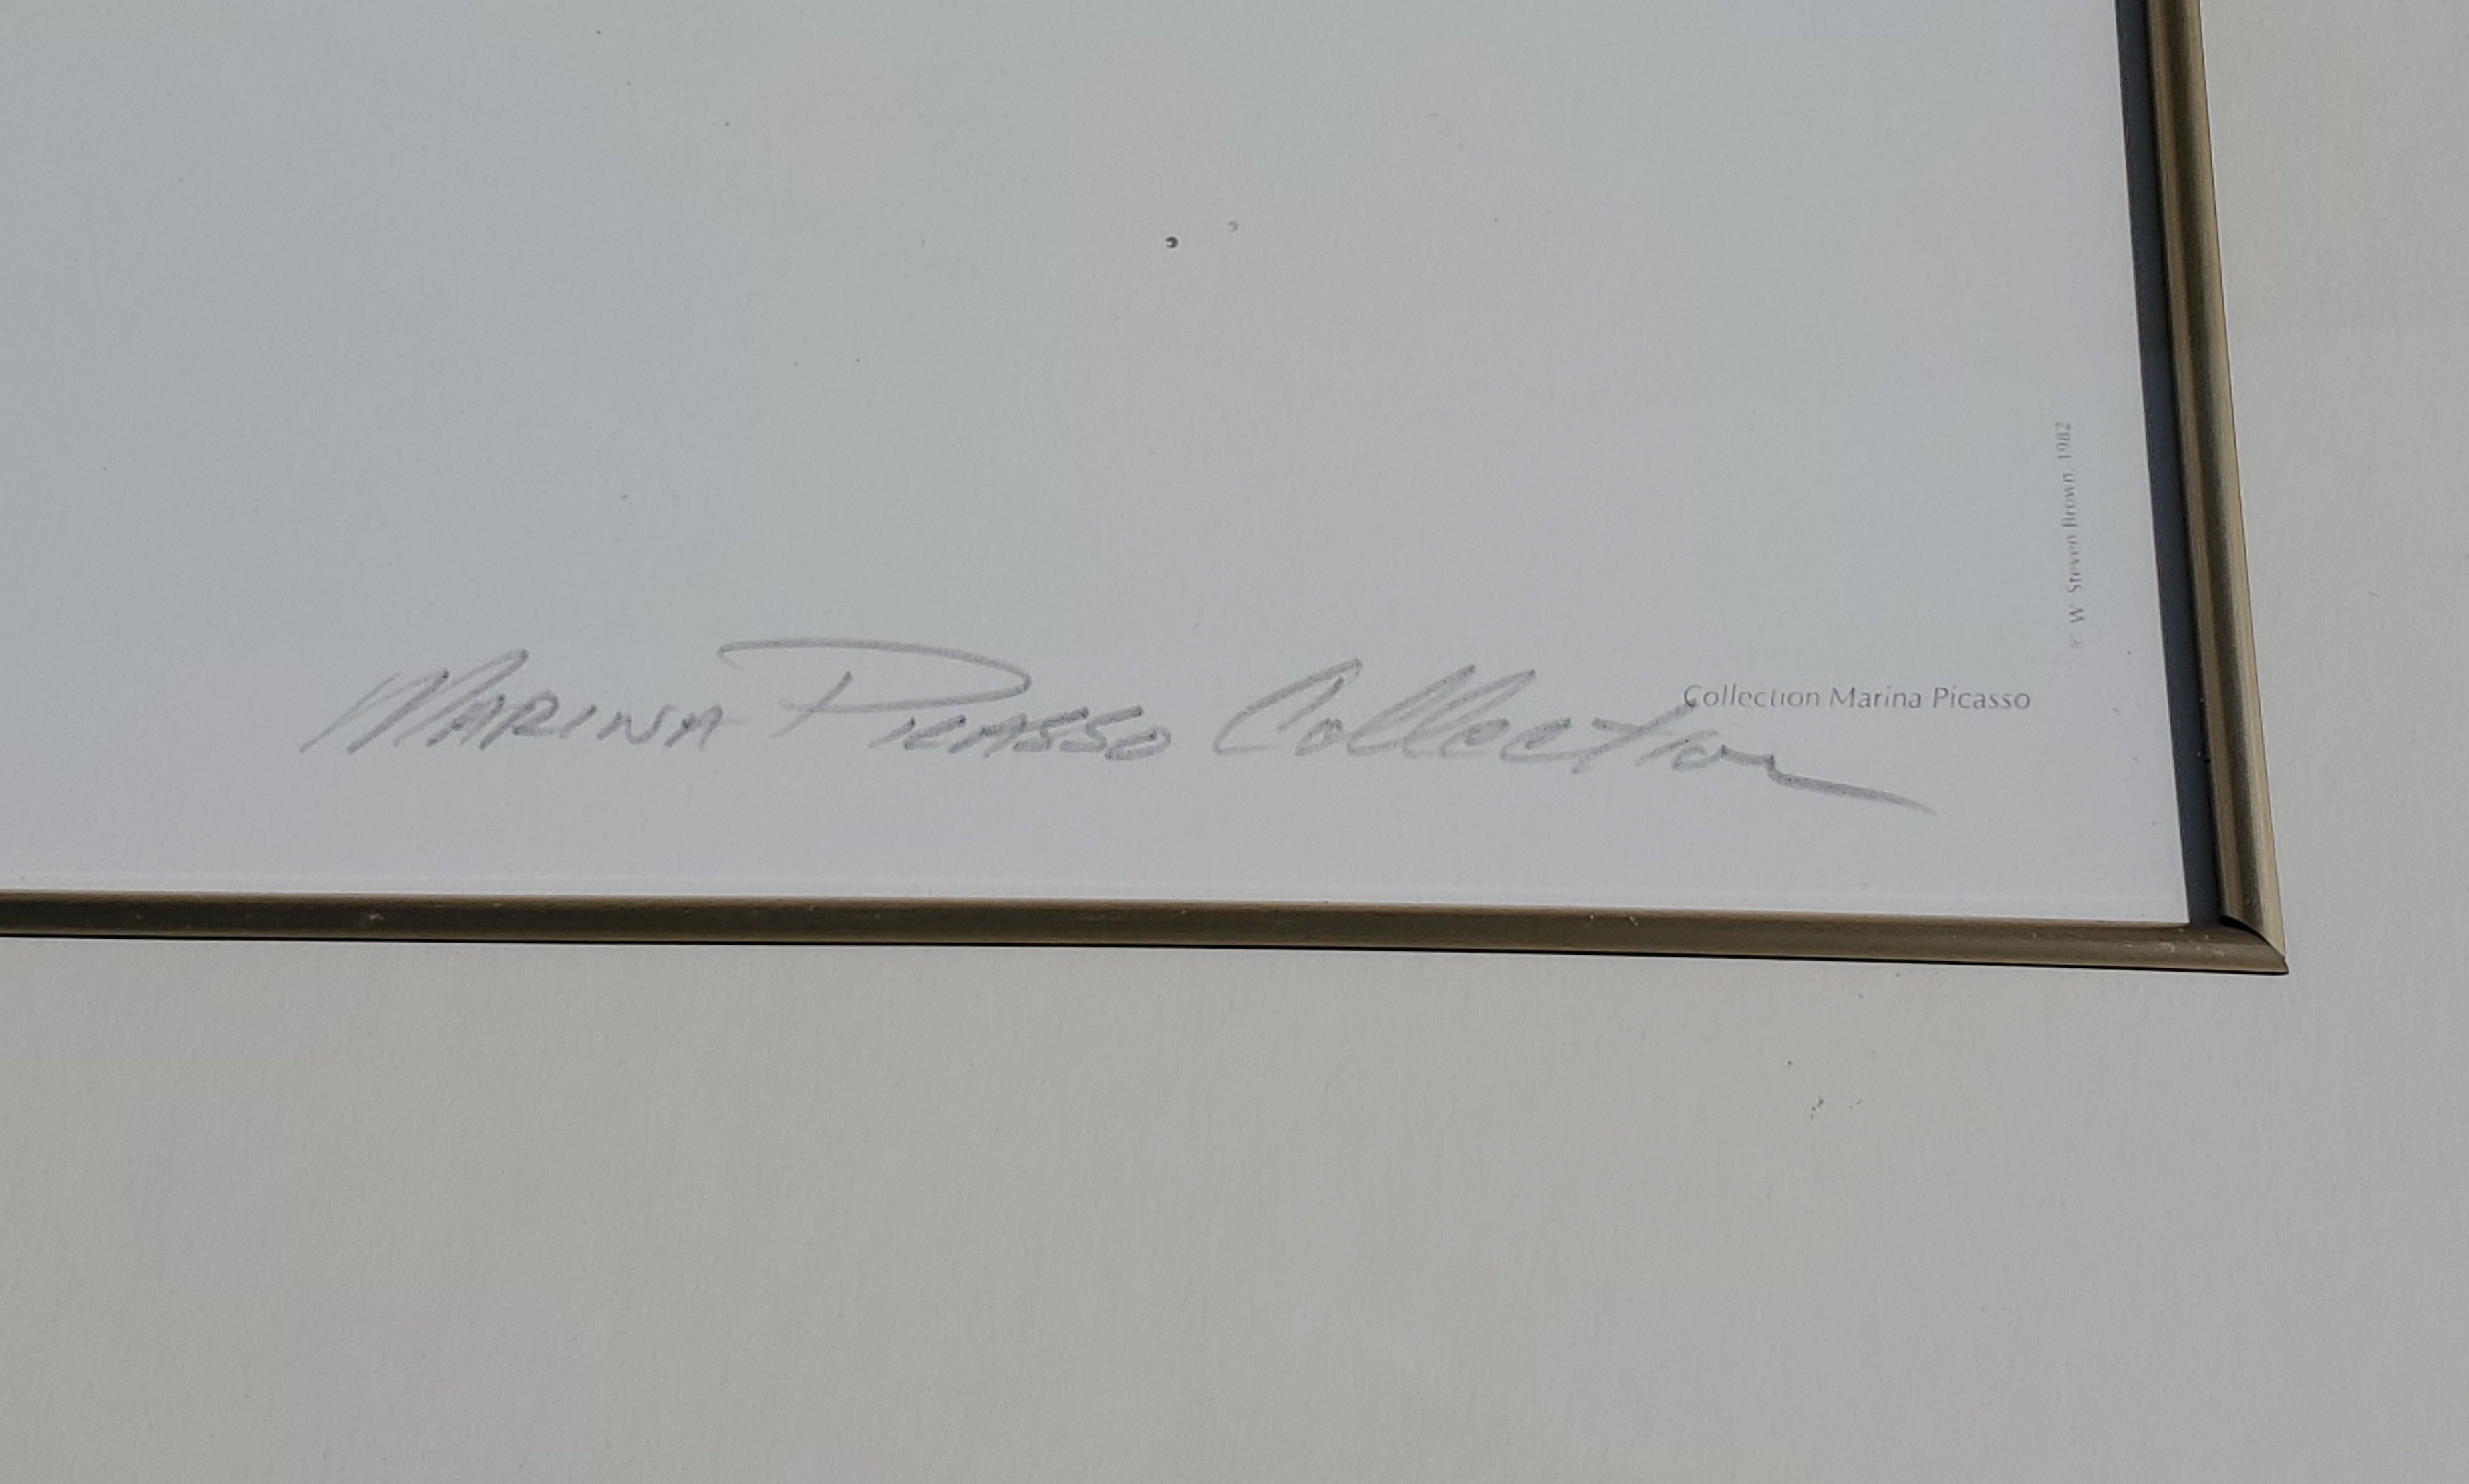 Marina Picasso Collection
Collection Marina Picasso
© W Steven Brown, 1982